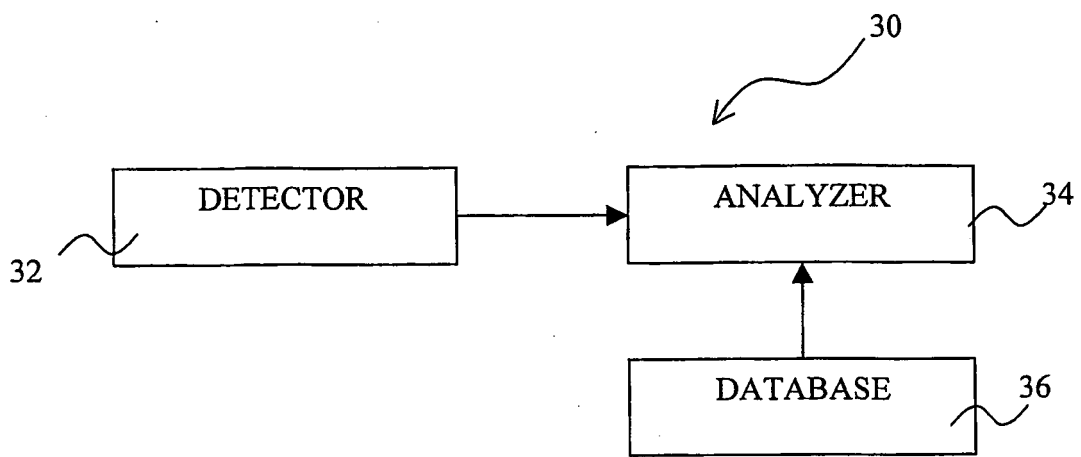 30
DETECTOR
ANALYZER
34
32
DATABASE
36